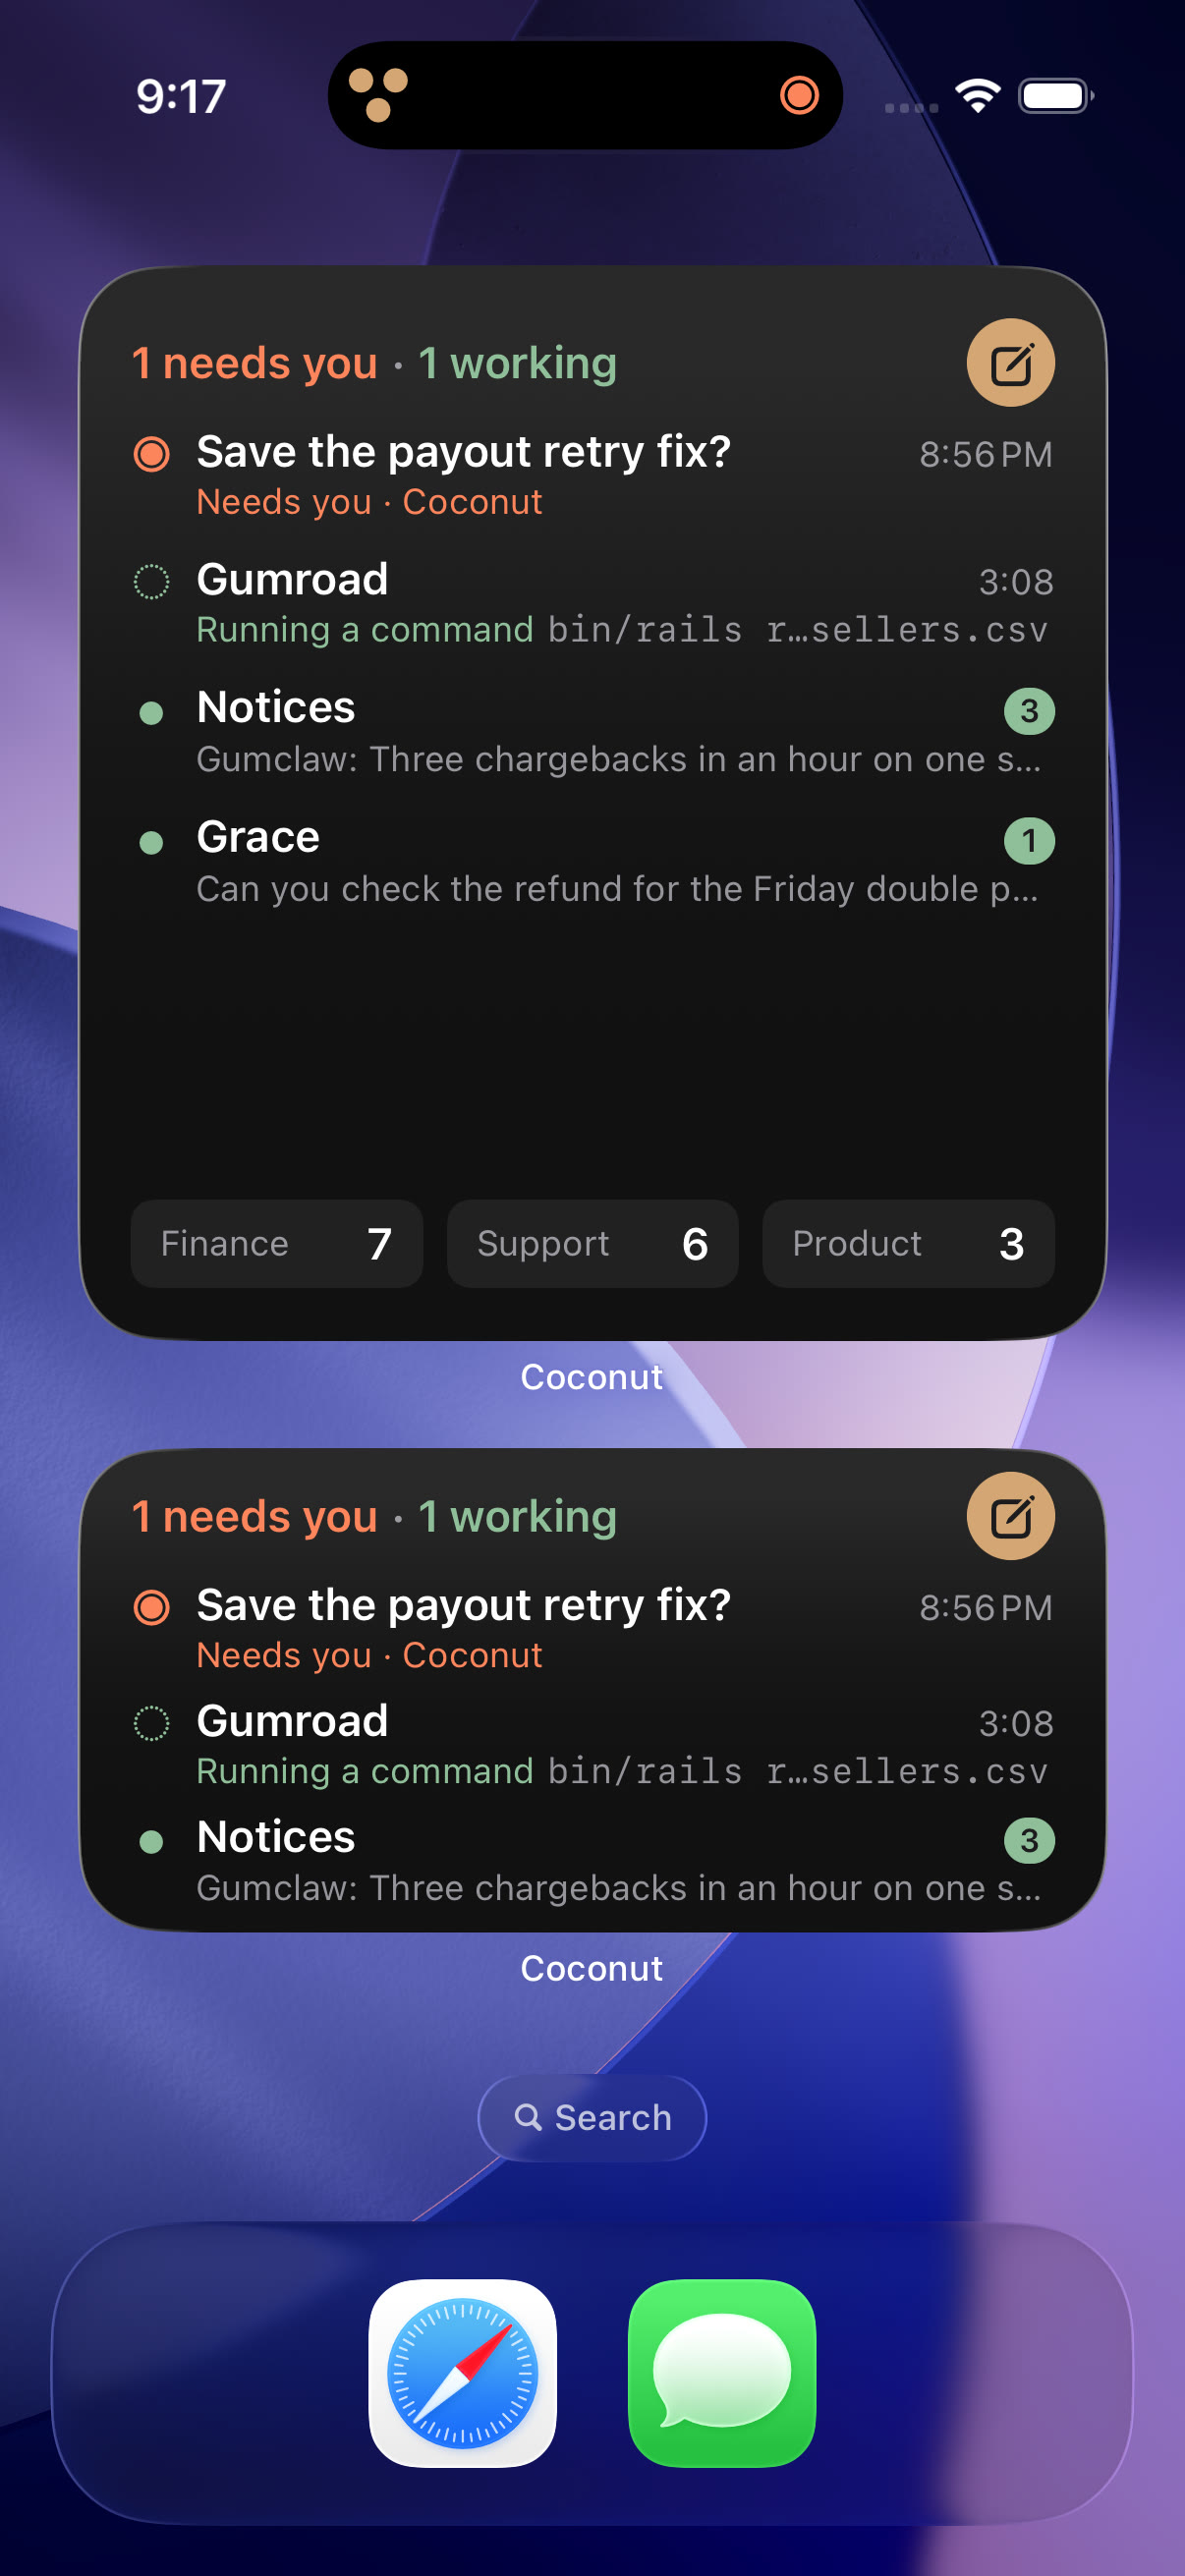 9:17
1 needs you · 1 working
Save the payout retry fix? 8:56 PM
Needs you · Coconut
Gumroad 3:08
Running a command bin/rails r…sellers.csv
Notices 3
Gumclaw: Three chargebacks in an hour on one s…
Grace 1
Can you check the refund for the Friday double p…
Finance 7 Support 6 Product 3
Coconut
1 needs you · 1 working
Save the payout retry fix? 8:56 PM
Needs you · Coconut
Gumroad 3:08
Running a command bin/rails r…sellers.csv
Notices 3
Gumclaw: Three chargebacks in an hour on one s…
Coconut
Search